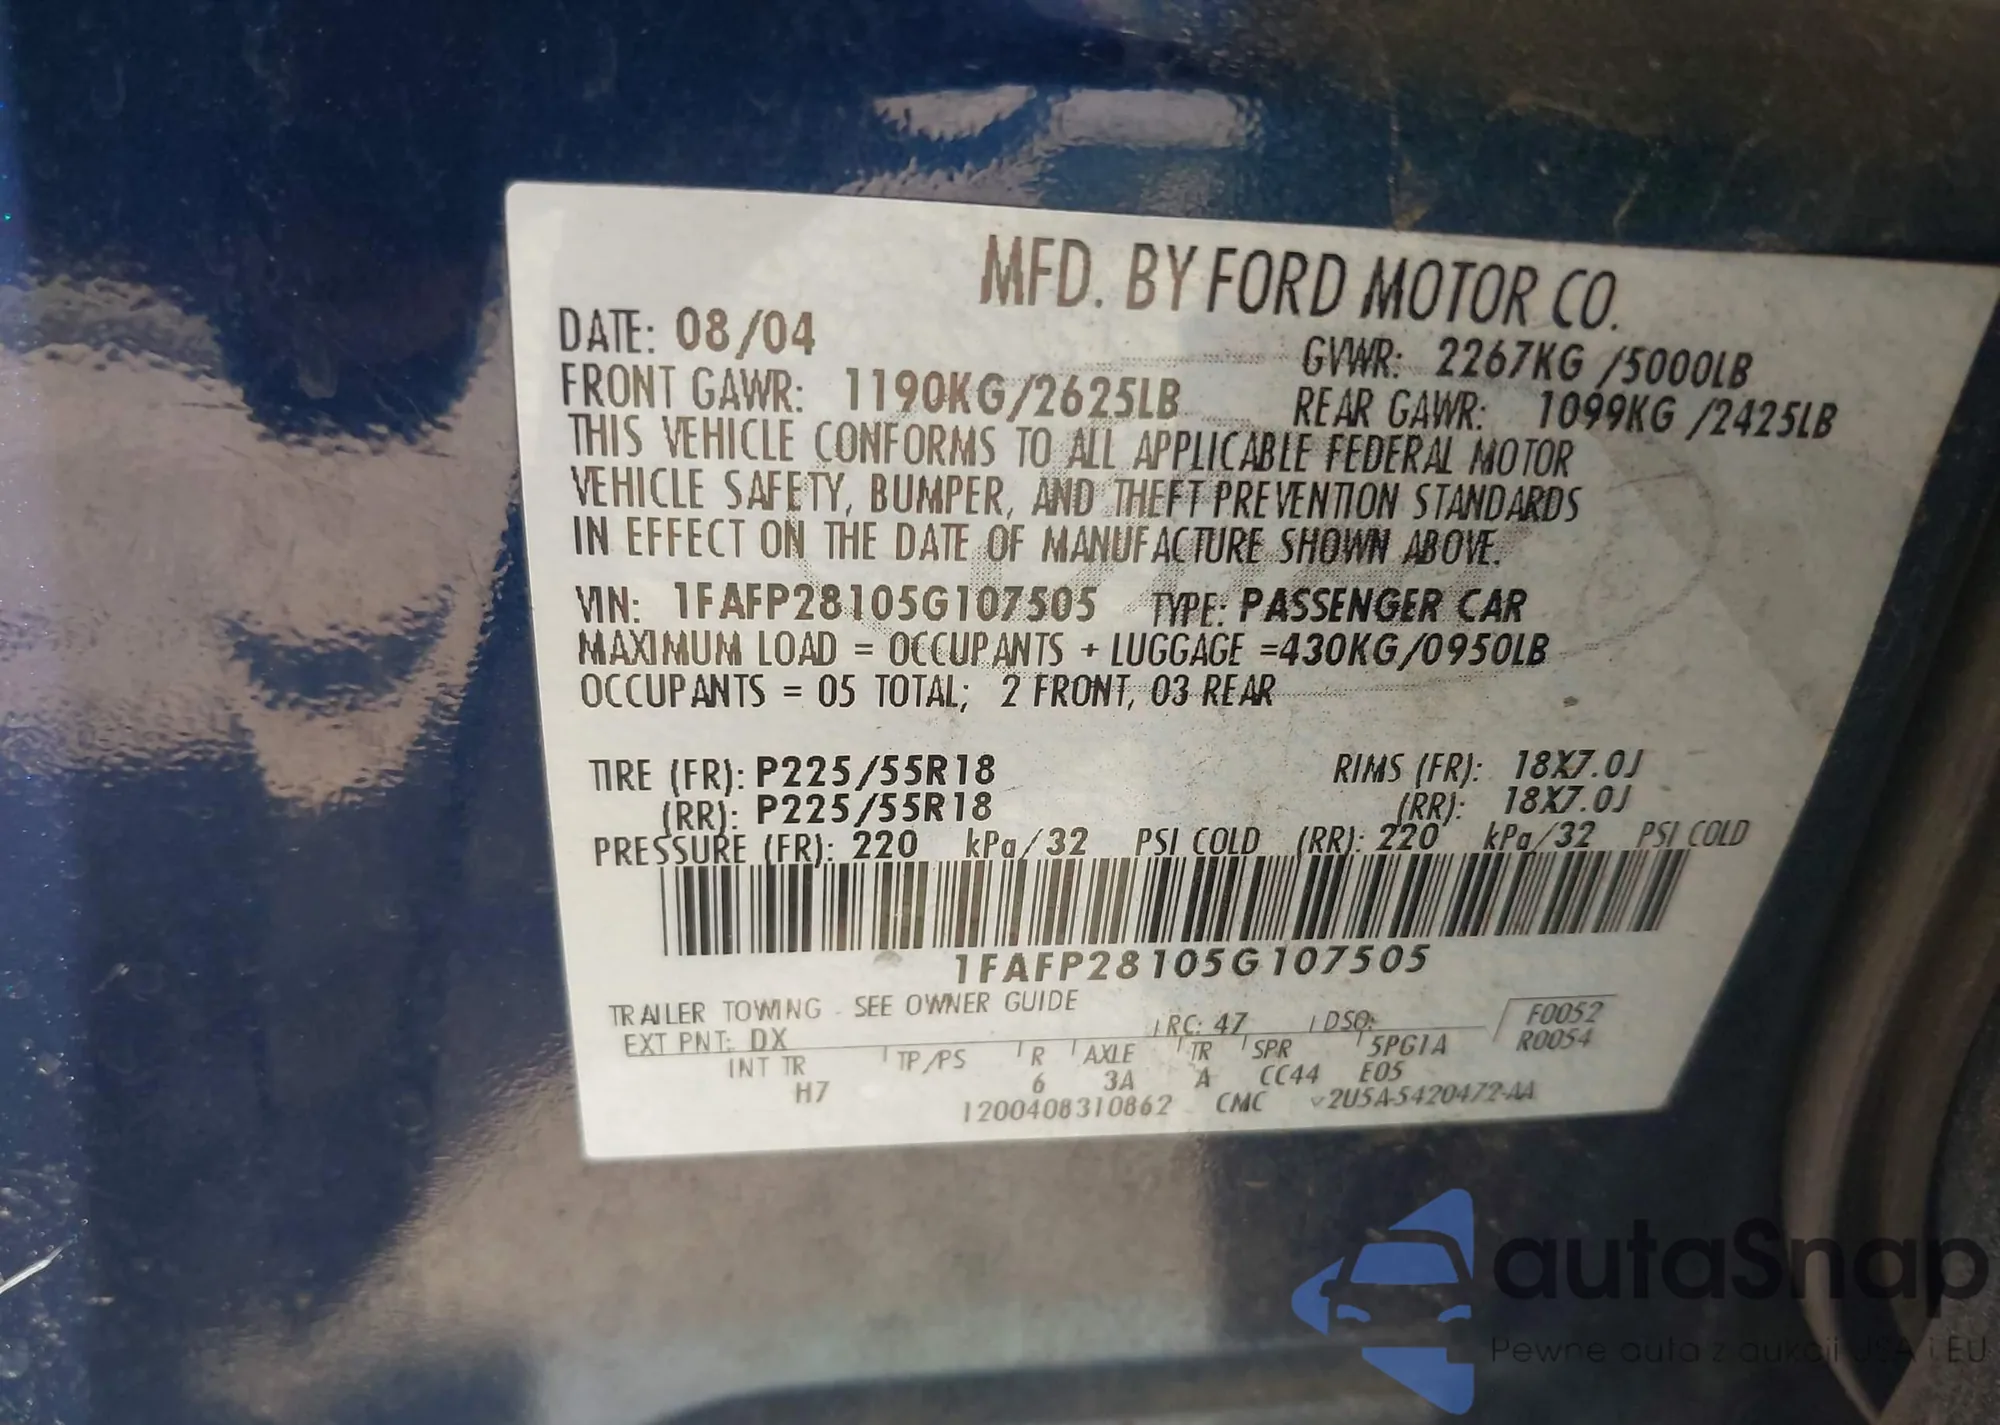 MFD. BY FORD MOTOR CO.
DATE: 08/04 GVWR: 2267KG /5000LB
FRONT GAWR: 1190KG/2625LB REAR GAWR: 1099KG /2425LB
THIS VEHICLE CONFORMS TO ALL APPLICABLE FEDERAL MOTOR
VEHICLE SAFETY, BUMPER, AND THEFT PREVENTION STANDARDS
IN EFFECT ON THE DATE OF MANUFACTURE SHOWN ABOVE.
VIN: 1FAFP28105G107505 TYPE: PASSENGER CAR
MAXIMUM LOAD = OCCUPANTS + LUGGAGE =430KG/0950LB
OCCUPANTS = 05 TOTAL; 2 FRONT, 03 REAR
TIRE (FR): P225/55R18 RIMS (FR): 18X7.0J
(RR): P225/55R18 (RR): 18X7.0J
PRESSURE (FR): 220 kPa/32 PSI COLD (RR): 220 kPa/32 PSI COLD
1FAFP28105G107505
TRAILER TOWING - SEE OWNER GUIDE
EXT PNT: DX RC: 47 DSO: F0052
INT TR TP/PS R AXLE TR SPR 5PG1A R0054
H7 6 3A A CC44 E05
1200408310862 CMC 2U5A-5420472-AA
autaSnap
Pewne auta z aukcji USA i EU